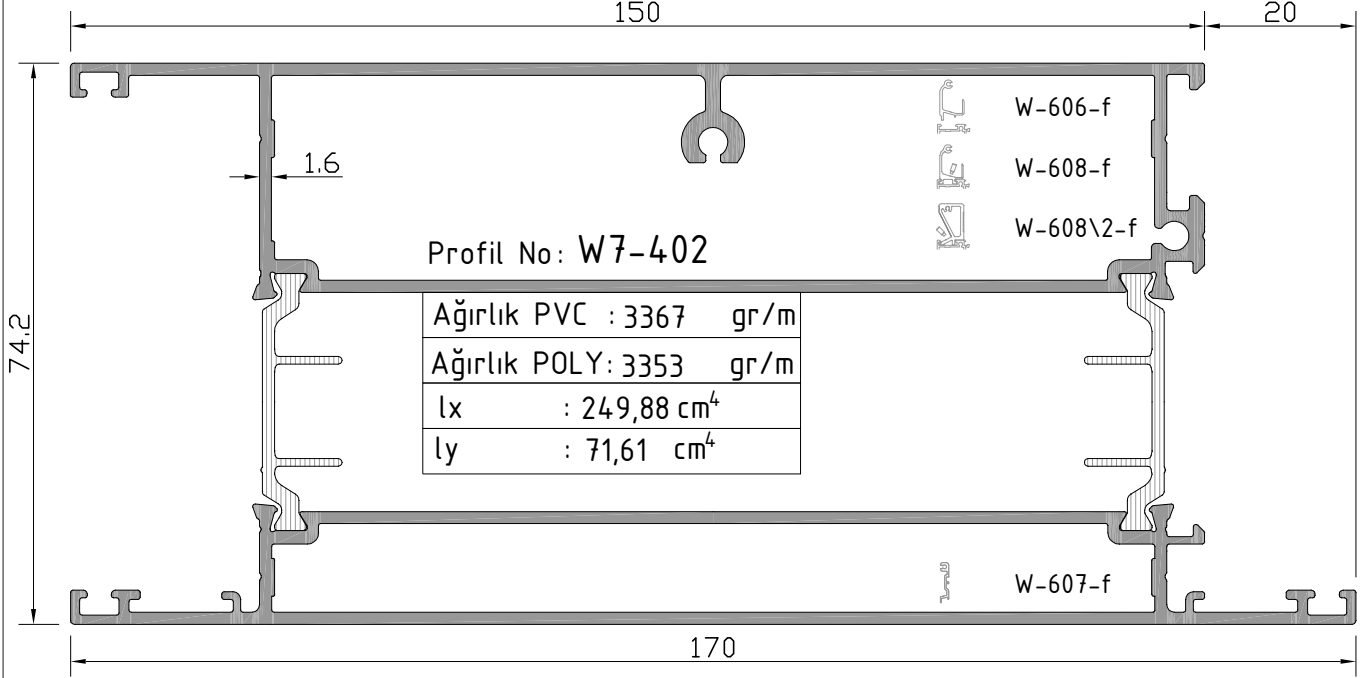 150
20
W-606-f
1.6
W-608-f
W-608\2-f
Profil No: W7-402
74.2
Ağırlık PVC : 3367 gr/m
Ağırlık POLY: 3353 gr/m
lx : 249,88 cm⁴
ly : 71,61 cm⁴
W-607-f
170